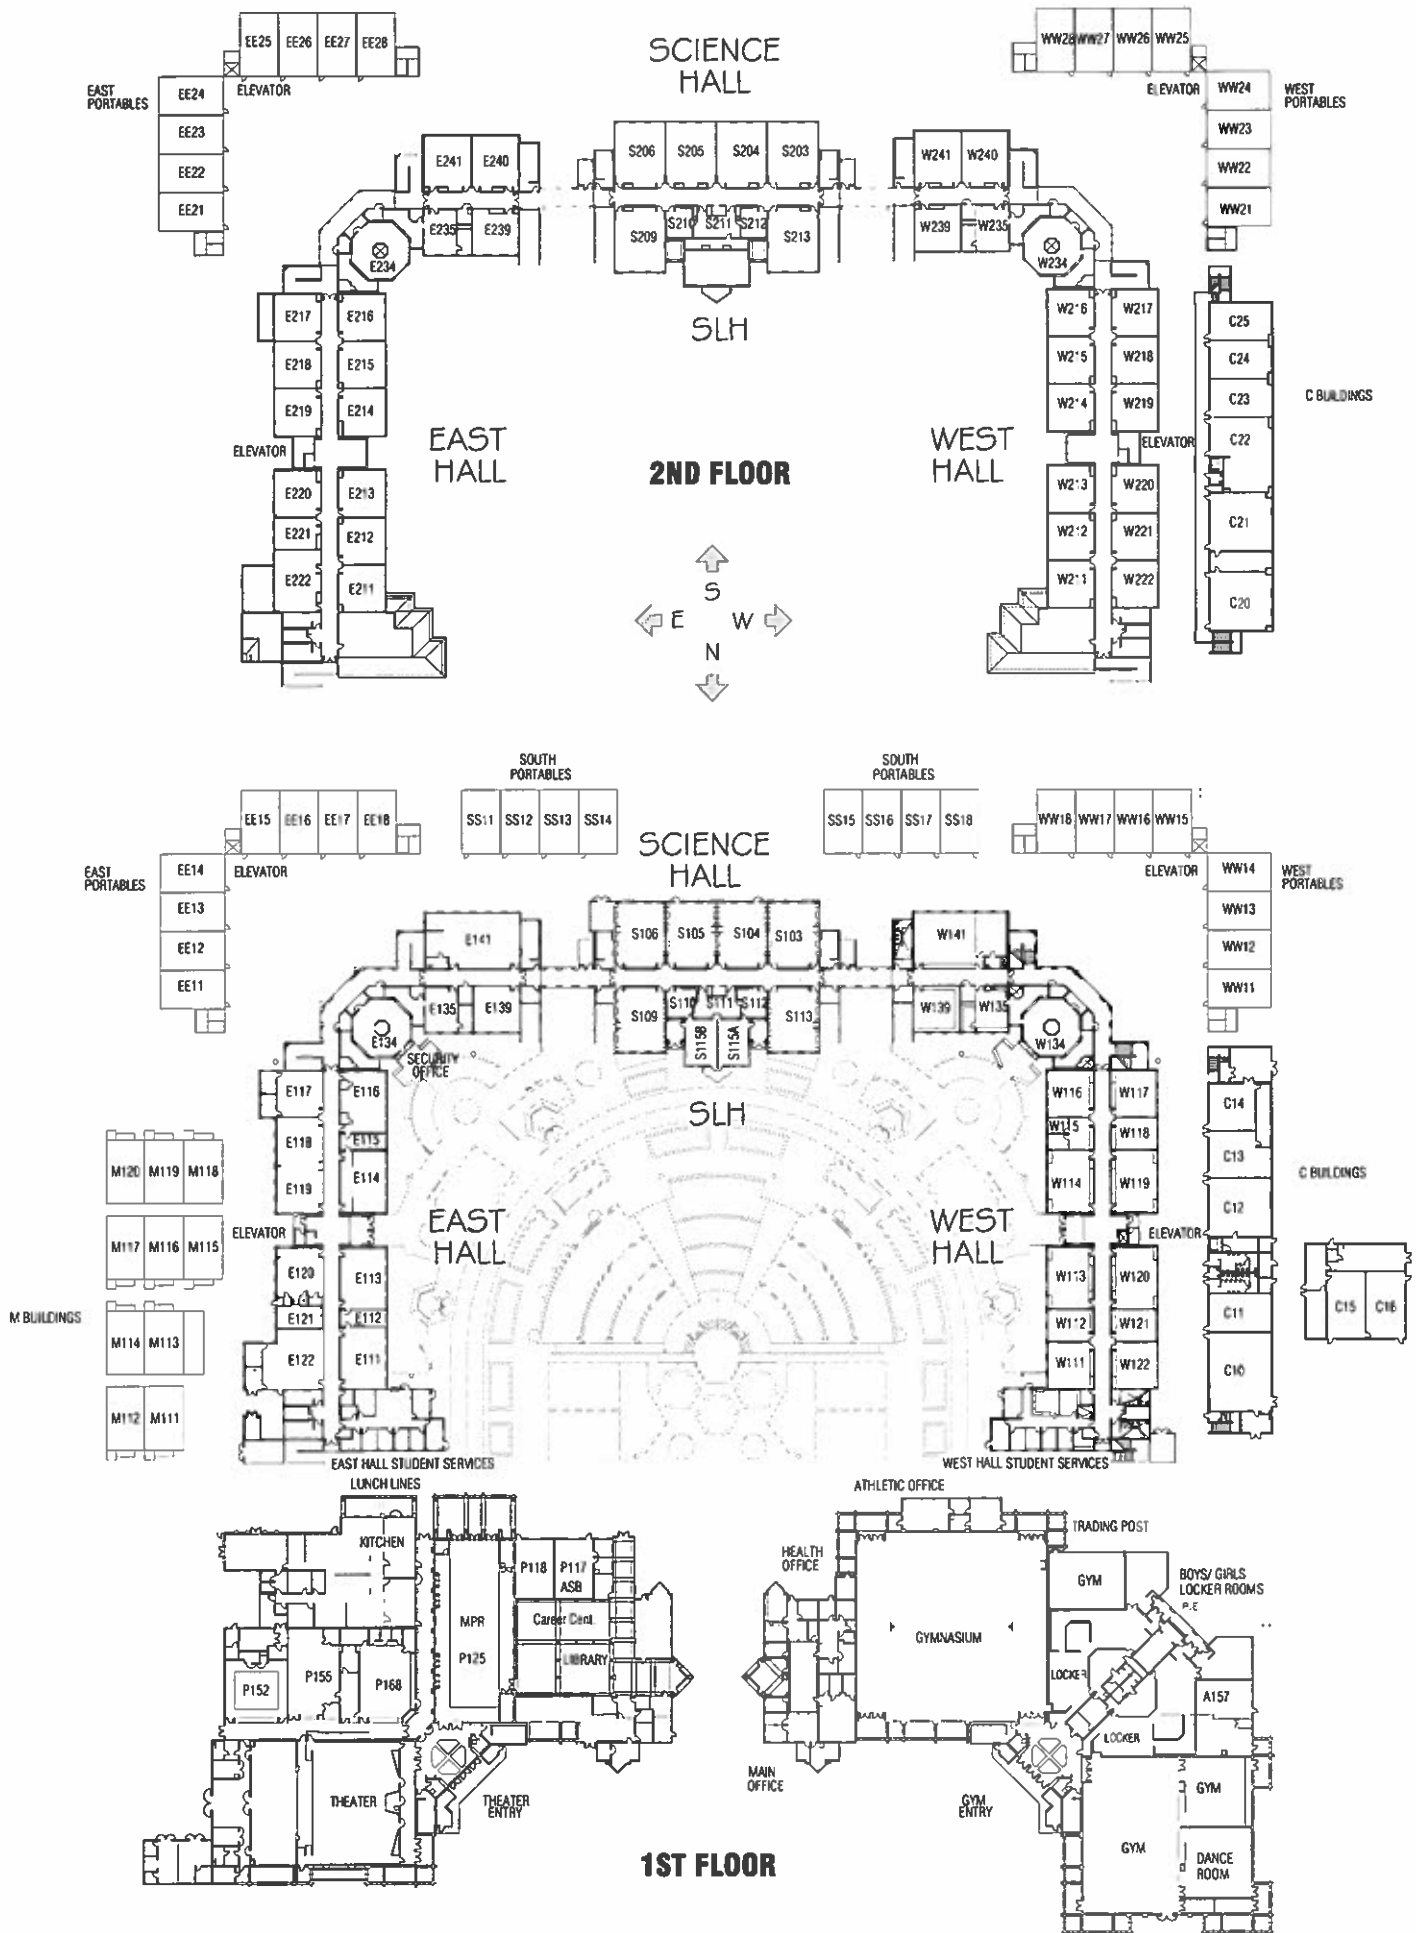 EE25 EE26 EE27 EE28
SCIENCE
HALL
WW28 WW27 WW26 WW25
EAST
PORTABLES
EE24
ELEVATOR
ELEVATOR
WW24
WEST
PORTABLES
EE23
WW23
EE22
WW22
EE21
WW21
E241 E240
S206 S205 S204 S203
W241 W240
E235 E239
S209 S210 S211 S212 S213
W239 W235
E234
W234
SLH
E217 E216
W216 W217
C25
E218 E215
W215 W218
C24
E219 E214
W214 W219
C23
C BUILDINGS
ELEVATOR
EAST
HALL
2ND FLOOR
WEST
HALL
ELEVATOR
C22
E220 E213
W213 W220
E221 E212
W212 W221
C21
E222 E211
W211 W222
C20
S
E W
N
SOUTH
PORTABLES
SOUTH
PORTABLES
EE15 EE16 EE17 EE18
SS11 SS12 SS13 SS14
SCIENCE
HALL
SS15 SS16 SS17 SS18
WW18 WW17 WW16 WW15
EAST
PORTABLES
EE14
ELEVATOR
ELEVATOR
WW14
WEST
PORTABLES
EE13
WW13
EE12
WW12
EE11
WW11
E141
S106 S105 S104 S103
W141
E135 E139
S109 S110 S111 S112 S113
W139 W135
E134
S115B S115A
W134
SECURITY
OFFICE
SLH
E117 E116
W116 W117
C14
E118 E115
W115 W118
E119 E114
W114 W119
C13
C12
C BUILDINGS
M120 M119 M118
ELEVATOR
EAST
HALL
WEST
HALL
ELEVATOR
M117 M116 M115
E120 E113
W113 W120
E121 E112
W112 W121
C11
C15 C16
M BUILDINGS
M114 M113
E122 E111
W111 W122
C10
M112 M111
EAST HALL STUDENT SERVICES
WEST HALL STUDENT SERVICES
LUNCH LINES
ATHLETIC OFFICE
KITCHEN
TRADING POST
P118 P117
ASB
HEALTH
OFFICE
GYM
BOYS/ GIRLS
LOCKER ROOMS
P.E
MPR
Career Cent.
GYMNASIUM
P125
LIBRARY
LOCKER
P152 P155 P168
A157
LOCKER
MAIN
OFFICE
THEATER
THEATER
ENTRY
GYM
ENTRY
GYM
GYM
DANCE
ROOM
1ST FLOOR